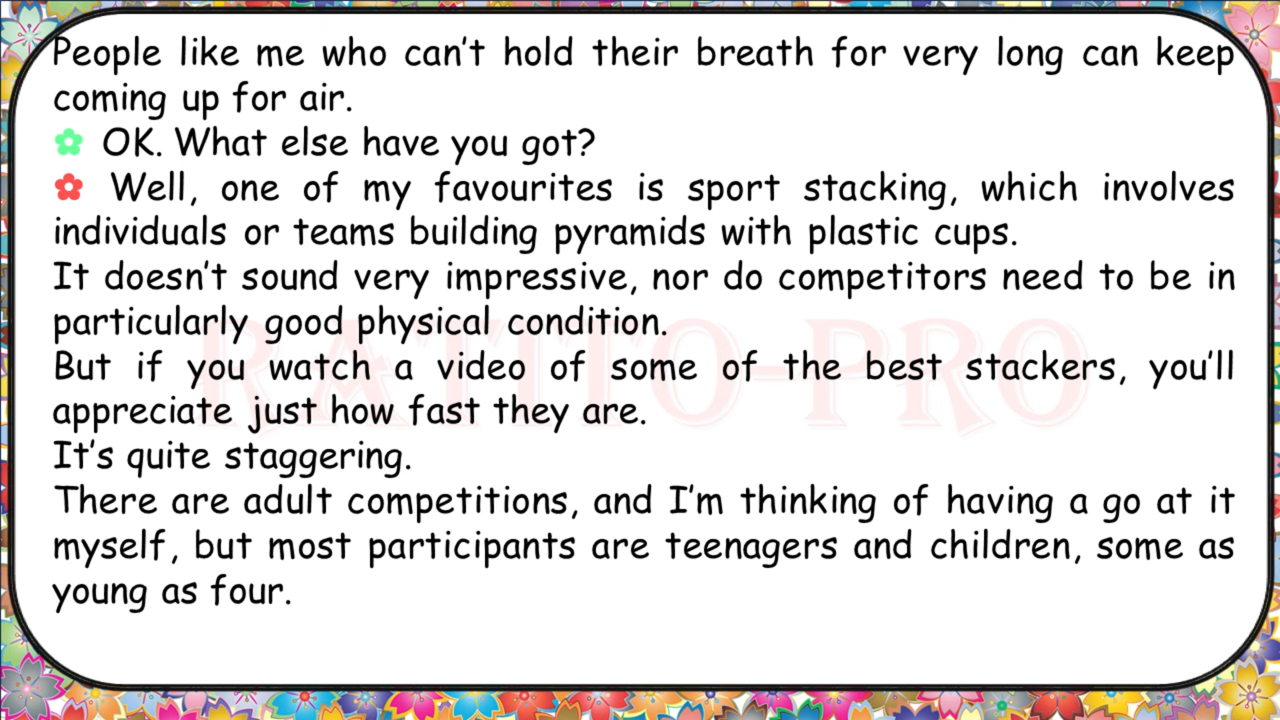 People like me who can't hold their breath for very long can keep
coming up for air.
OK. What else have you got?
Well, one of my favourites is sport stacking, which involves
individuals or teams building pyramids with plastic cups.
It doesn't sound very impressive, nor do competitors need to be in
particularly good physical condition.
But if you watch a video of some of the best stackers, you'll
appreciate just how fast they are.
It's quite staggering.
There are adult competitions, and I'm thinking of having a go at it
myself, but most participants are teenagers and children, some as
young as four.
RATITO-PRO